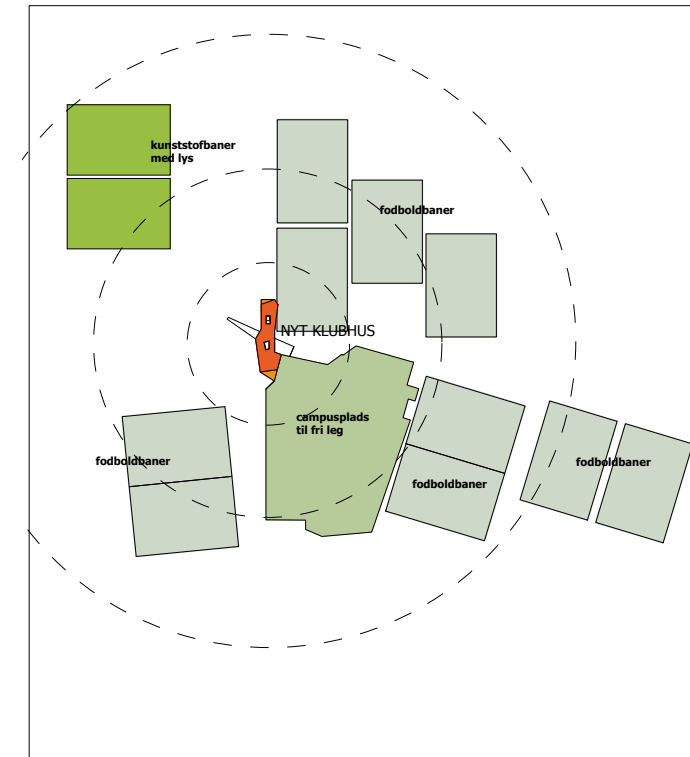 kunststofbaner
med lys
fodboldbaner
NYT KLUBHUS
campusplads
til fri leg
fodboldbaner
fodboldbaner
fodboldbaner